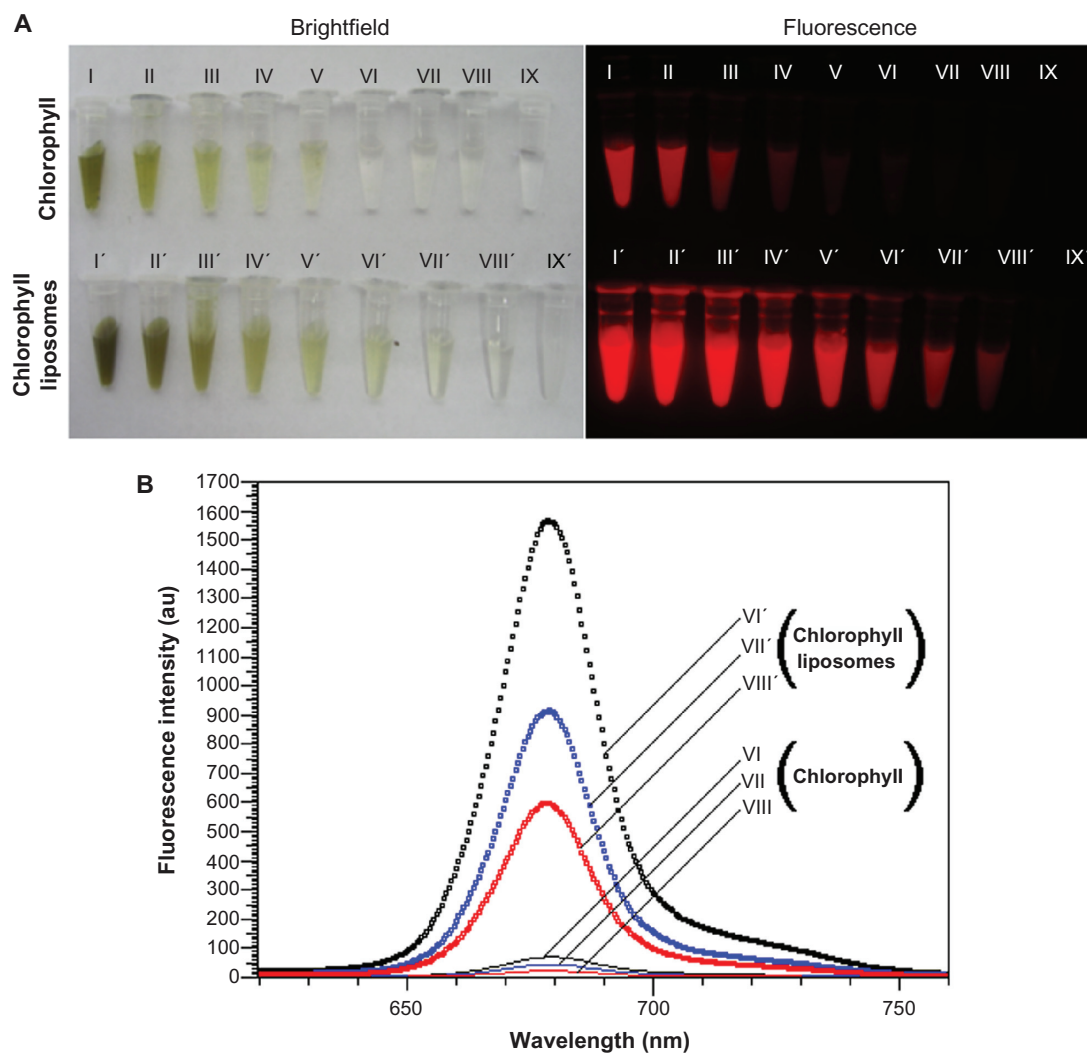 A
Brightfield
Fluorescence
Chlorophyll
I II III IV V VI VII VIII IX
I II III IV V VI VII VIII IX
Chlorophyll
liposomes
I´ II´ III´ IV´ V´ VI´ VII´ VIII´ IX´
I´ II´ III´ IV´ V´ VI´ VII´ VIII´ IX´
B
Fluorescence intensity (au)
1700
1600
1500
1400
1300
1200
1100
1000
900
800
700
600
500
400
300
200
100
0
VI´
VII´
VIII´
Chlorophyll
liposomes
VI
VII
VIII
Chlorophyll
650 700 750
Wavelength (nm)